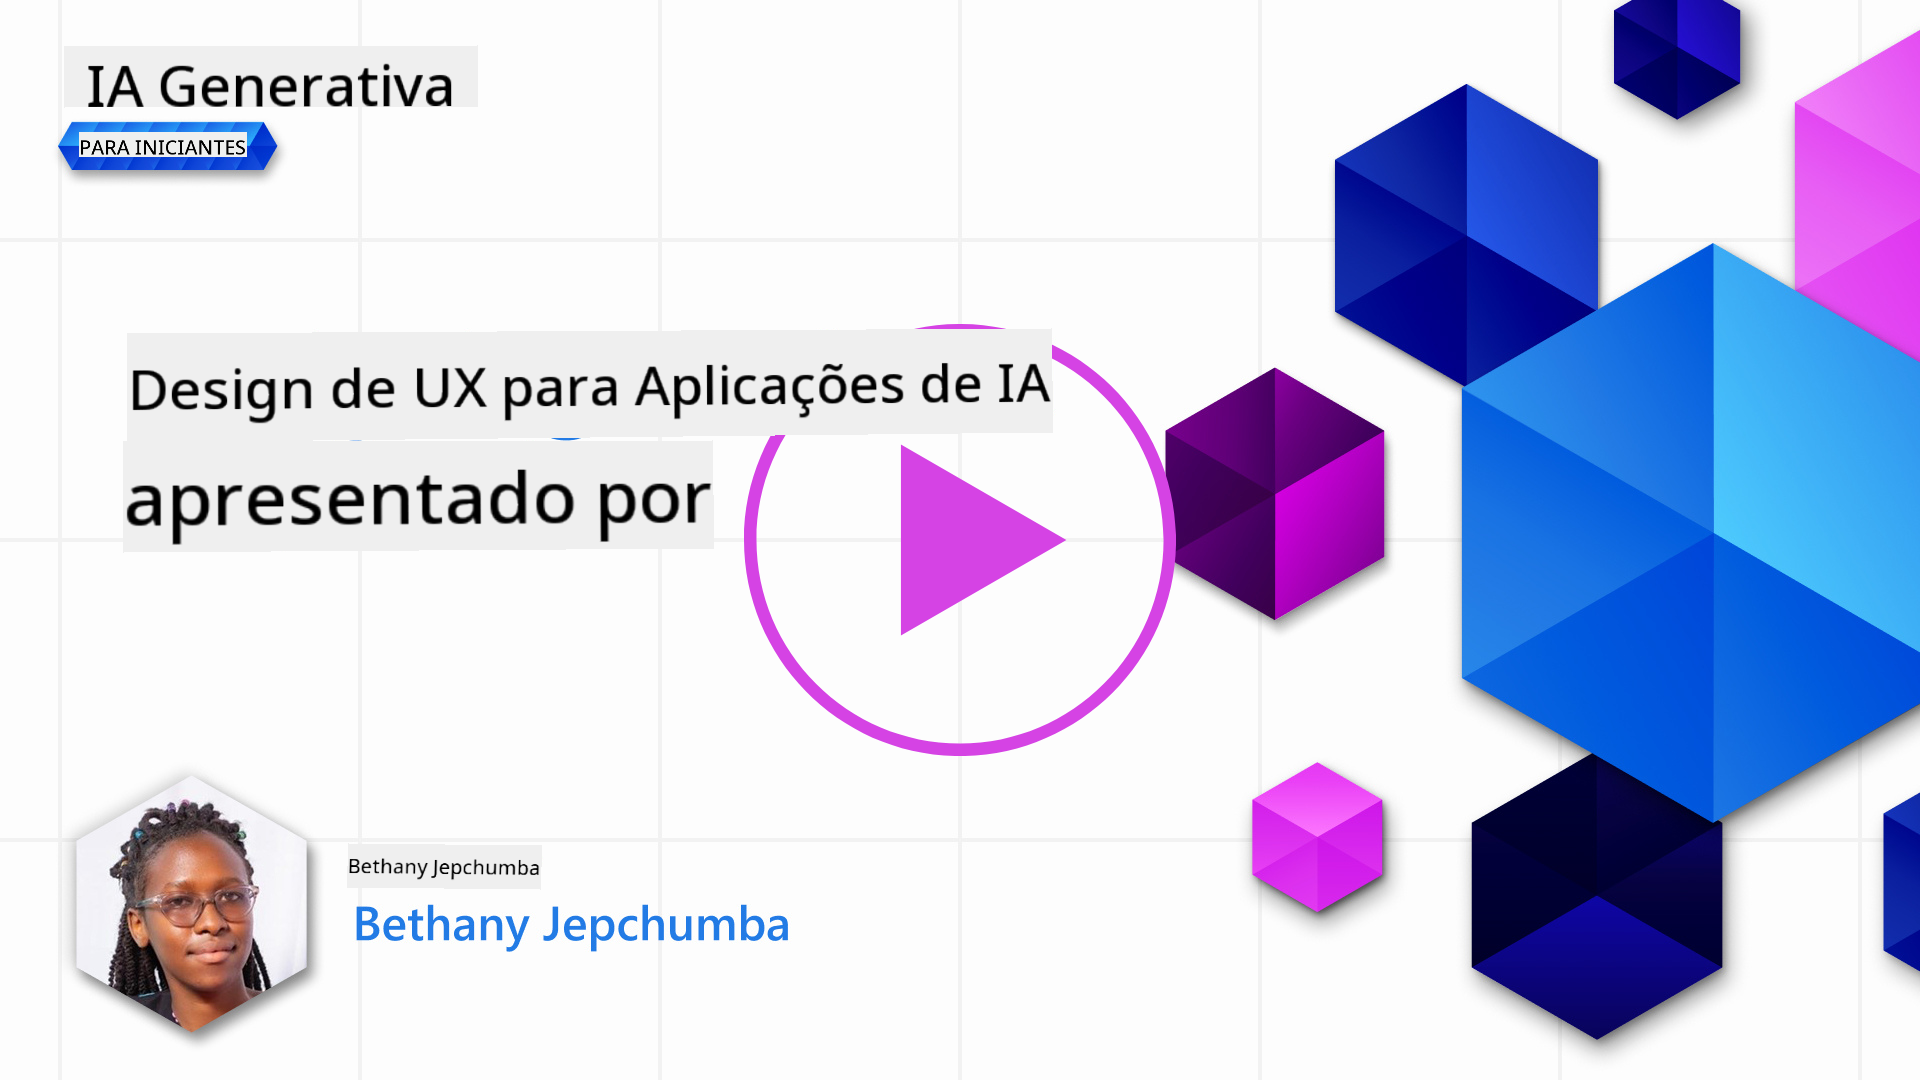 IA Generativa
PARA INICIANTES
Design de UX para Aplicações de IA
apresentado por
Bethany Jepchumba
Bethany Jepchumba